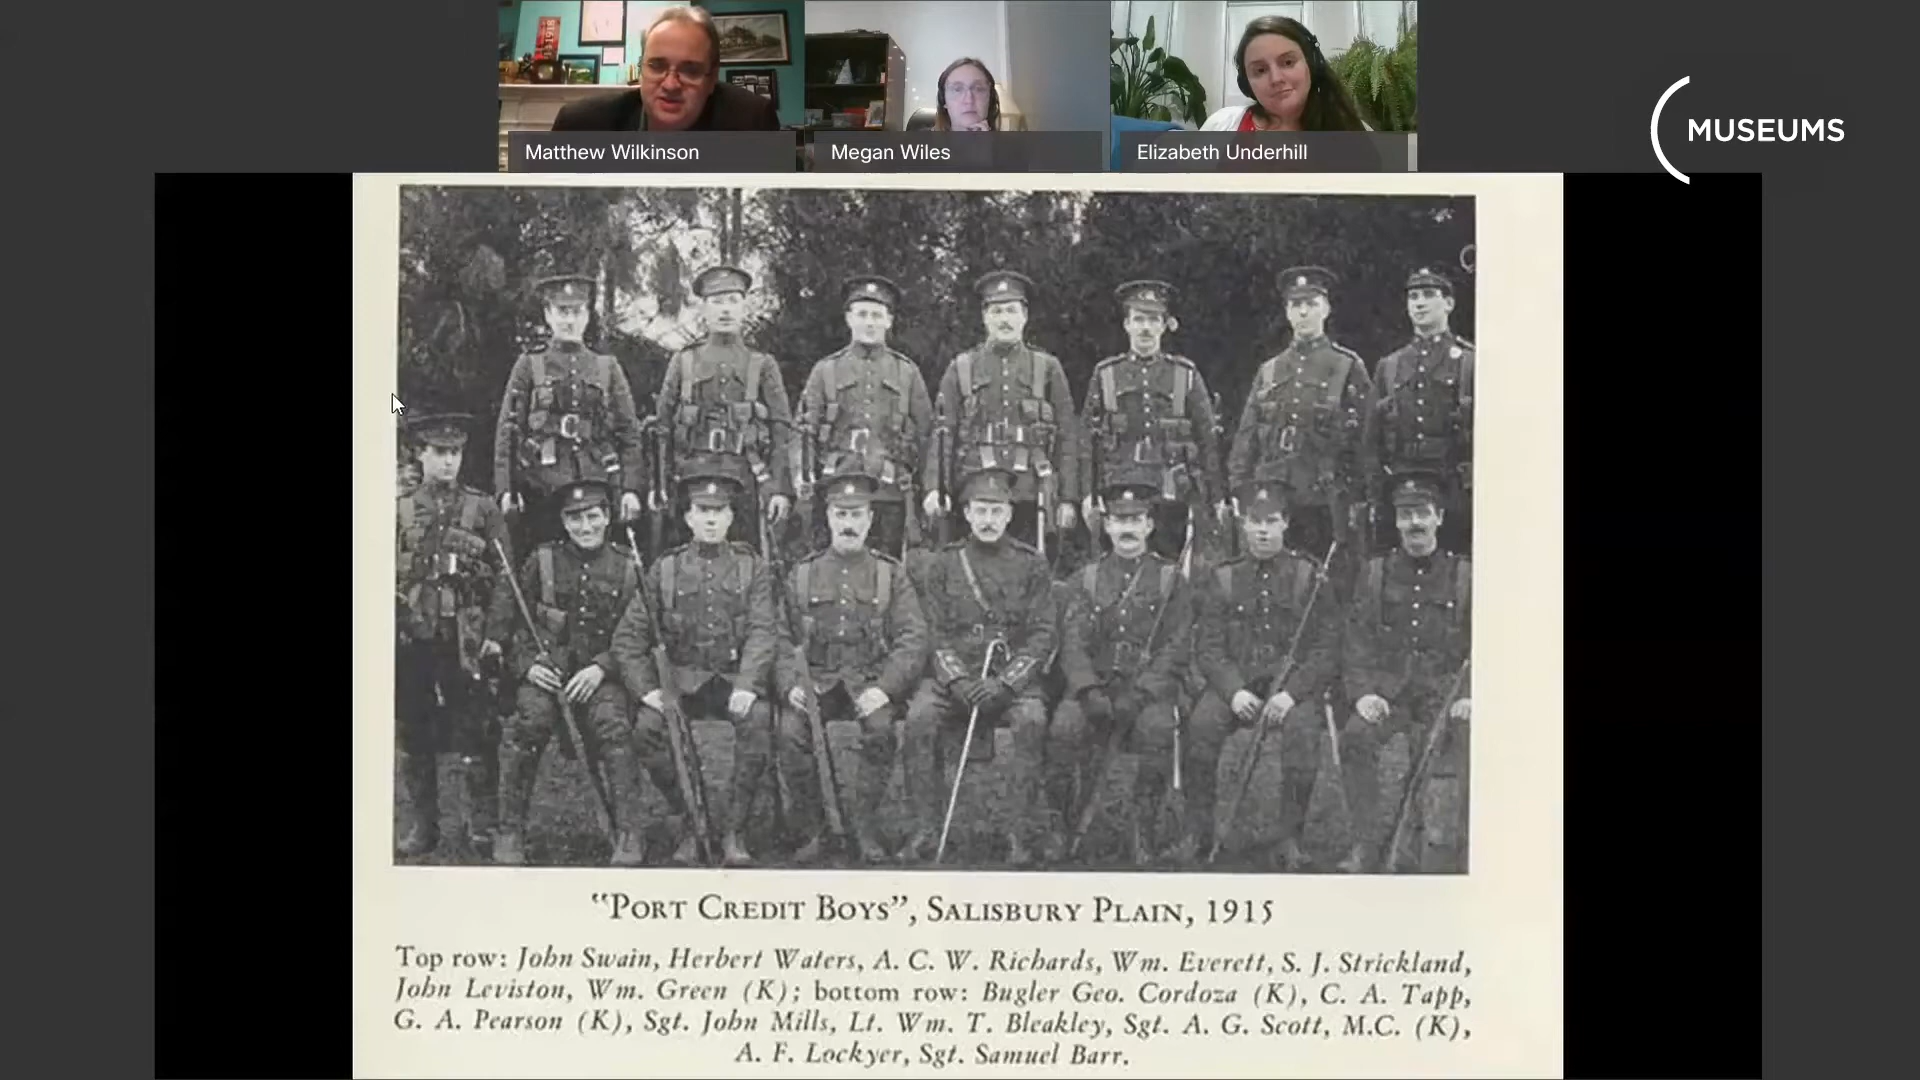 Matthew Wilkinson
Megan Wiles
Elizabeth Underhill
MUSEUMS
"PORT CREDIT BOYS", SALISBURY PLAIN, 1915
Top row: John Swain, Herbert Waters, A. C. W. Richards, Wm. Everett, S. J. Strickland,
John Leviston, Wm. Green (K); bottom row: Bugler Geo. Cordoza (K), C. A. Tapp,
G. A. Pearson (K), Sgt. John Mills, Lt. Wm. T. Bleakley, Sgt. A. G. Scott, M.C. (K),
A. F. Lockyer, Sgt. Samuel Barr.